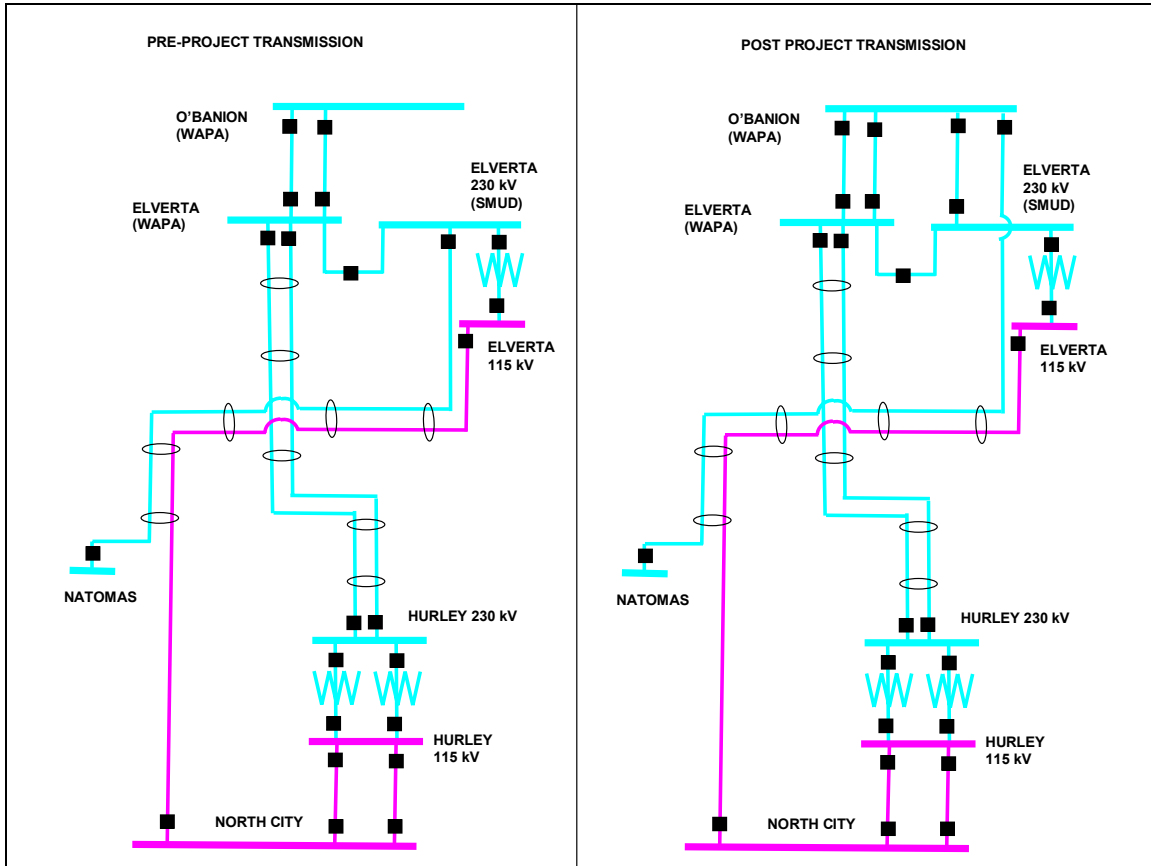 PRE-PROJECT TRANSMISSION
O'BANION
(WAPA)
ELVERTA
230 kV
(SMUD)
ELVERTA
(WAPA)
ELVERTA
115 kV
NATOMAS
HURLEY 230 kV
HURLEY
115 kV
NORTH CITY
POST PROJECT TRANSMISSION
O'BANION
(WAPA)
ELVERTA
230 kV
(SMUD)
ELVERTA
(WAPA)
ELVERTA
115 kV
NATOMAS
HURLEY 230 kV
HURLEY
115 kV
NORTH CITY